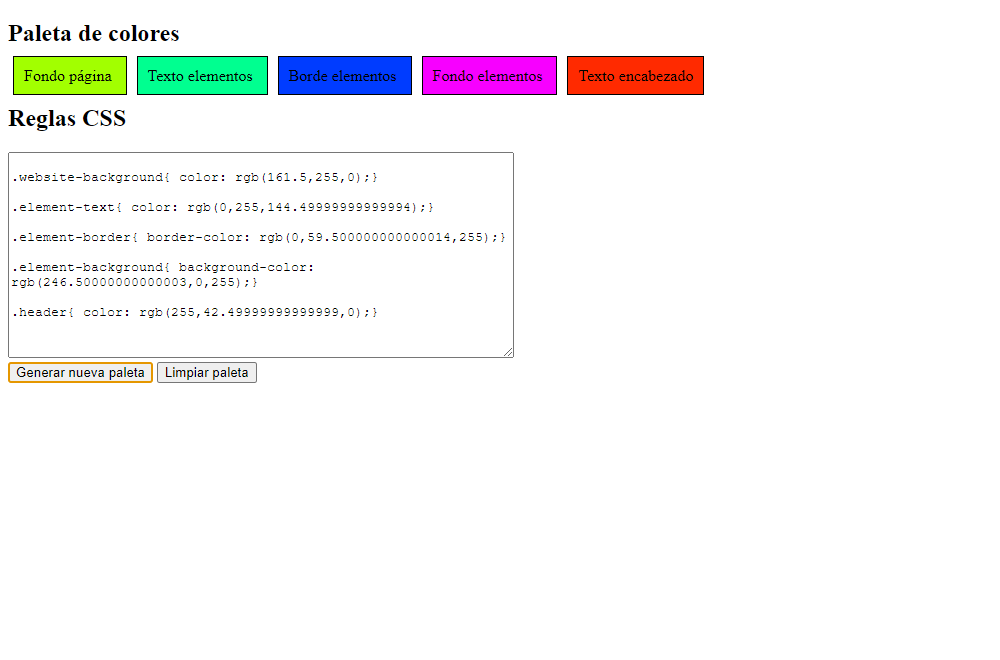 Paleta de colores
Fondo página Texto elementos Borde elementos Fondo elementos Texto encabezado
Reglas CSS
.website-background{ color: rgb(161.5,255,0);}
.element-text{ color: rgb(0,255,144.49999999999994);}
.element-border{ border-color: rgb(0,59.500000000000014,255);}
.element-background{ background-color:
rgb(246.50000000000003,0,255);}
.header{ color: rgb(255,42.49999999999999,0);}
Generar nueva paleta Limpiar paleta